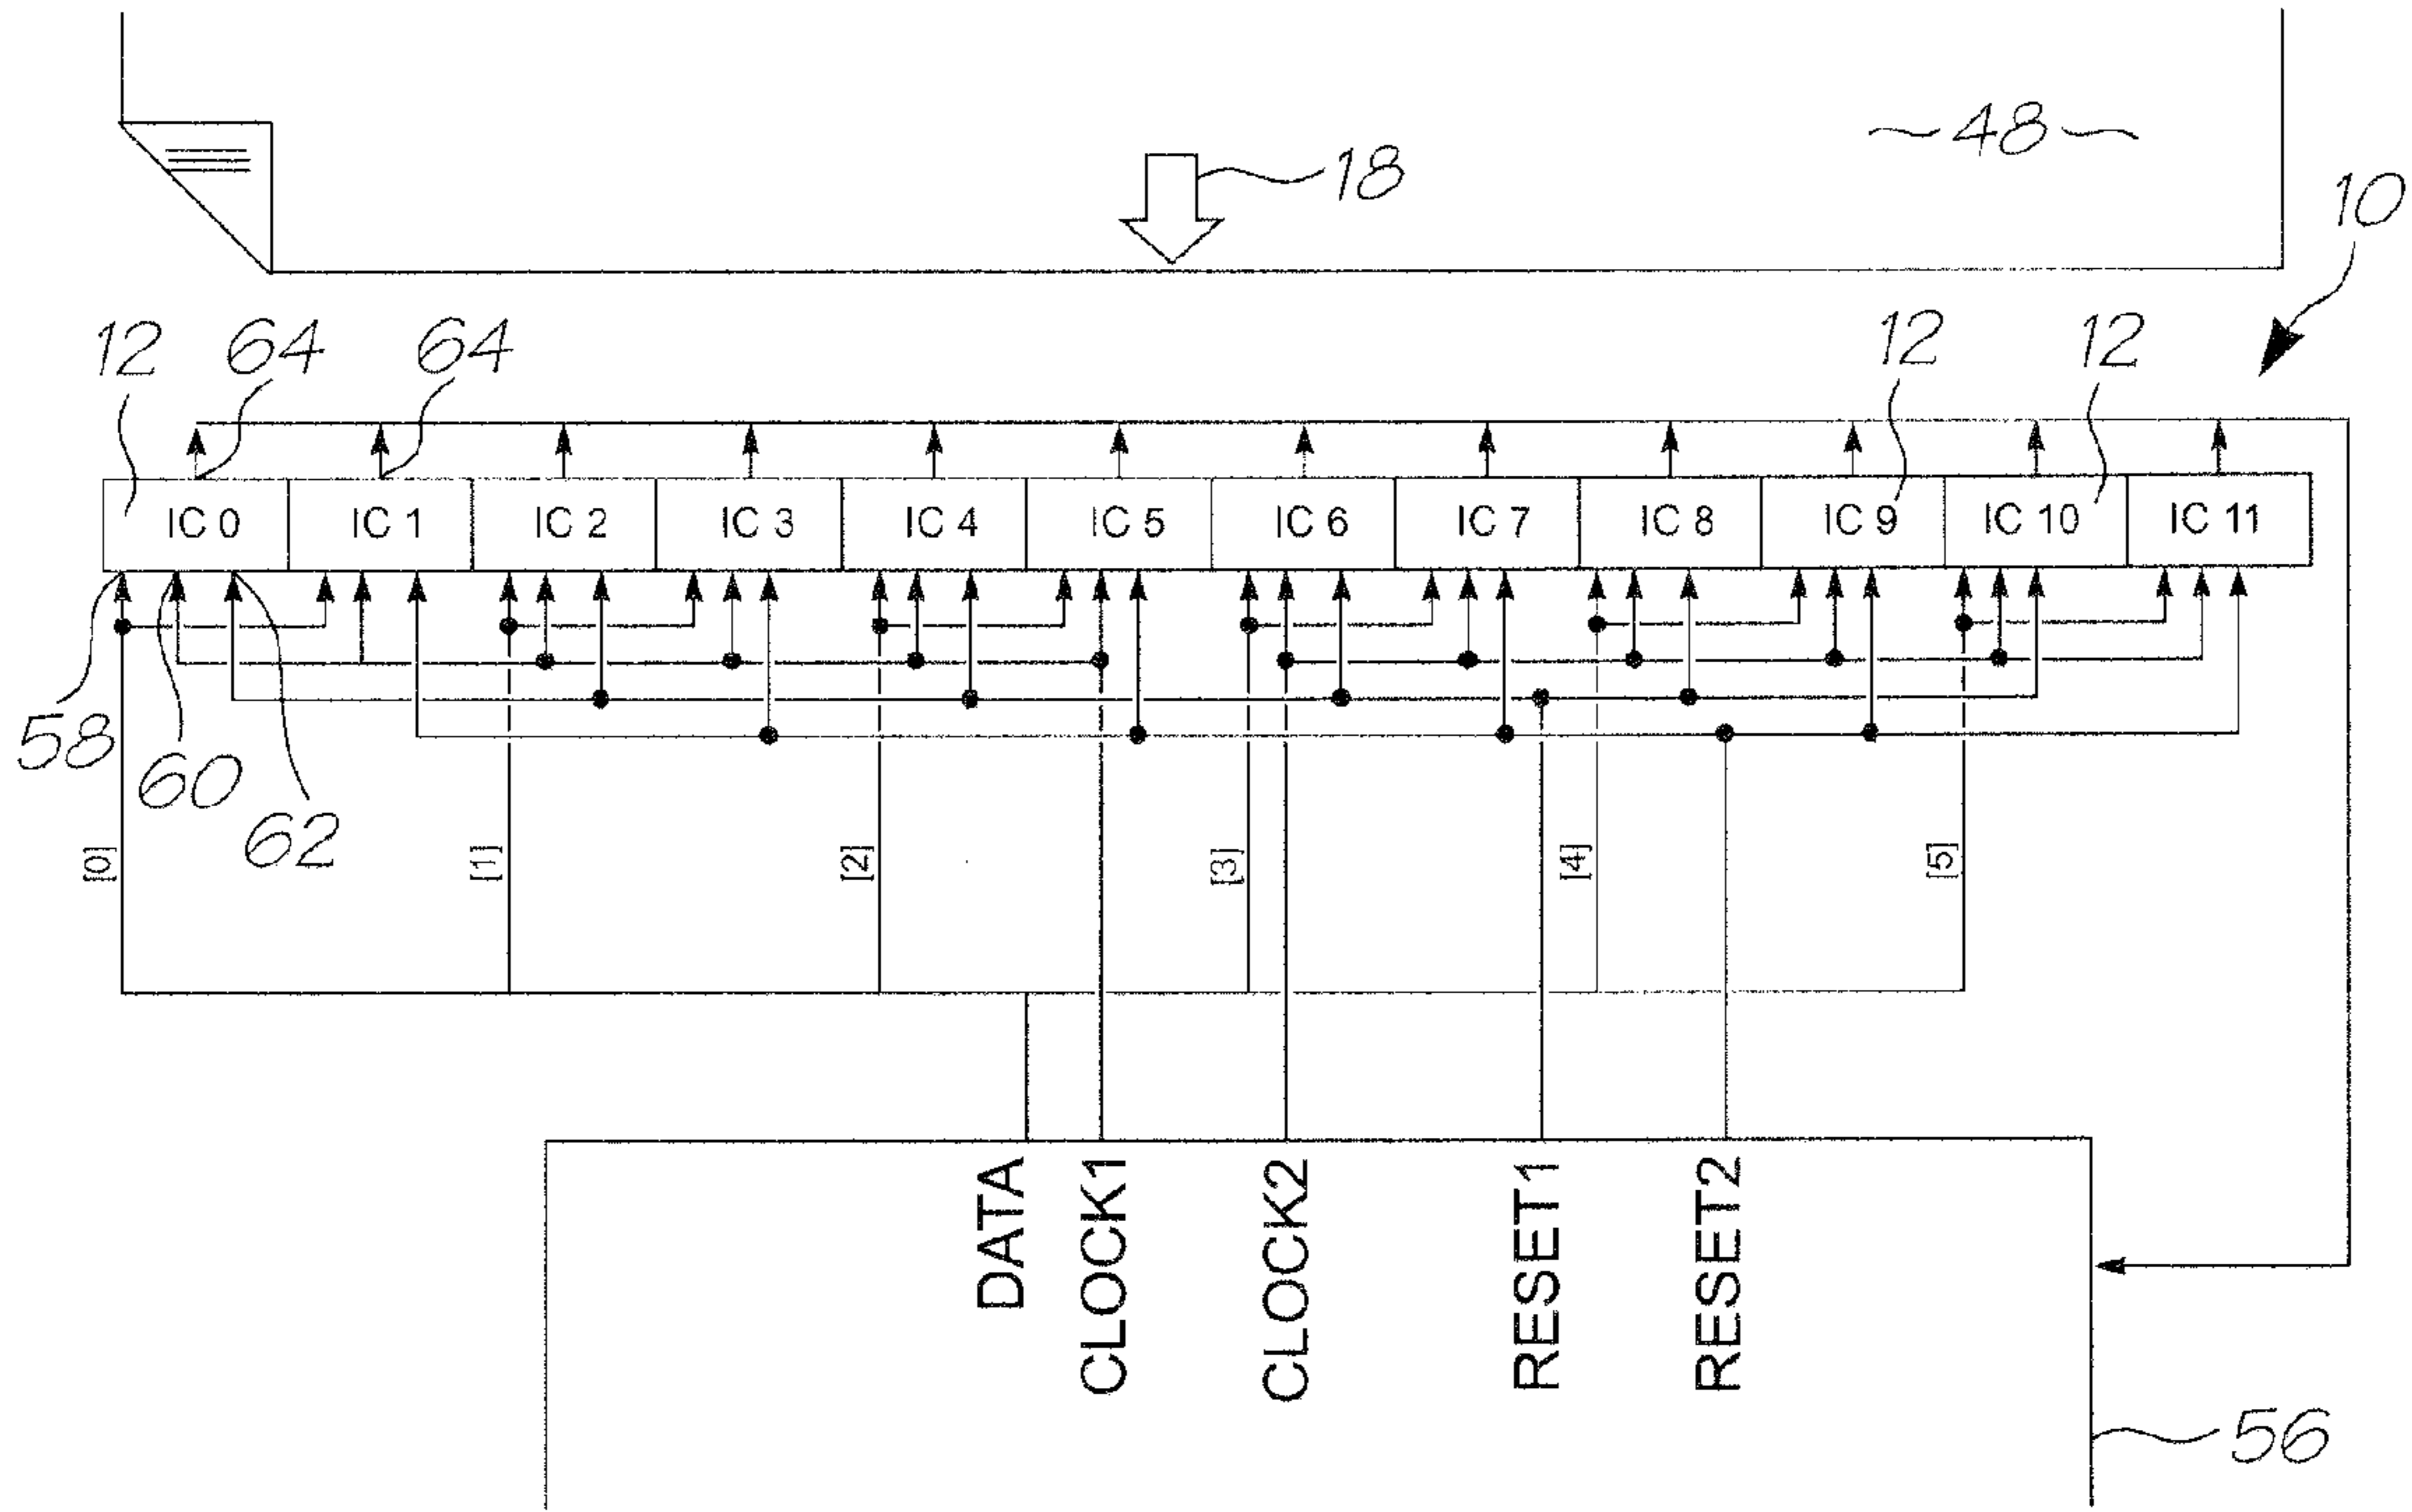 ~48~
18
10
12 64 64 12 12
IC 0 IC 1 IC 2 IC 3 IC 4 IC 5 IC 6 IC 7 IC 8 IC 9 IC 10 IC 11
58 60 62
[0] [1] [2] [3] [4] [5]
DATA CLOCK1 CLOCK2 RESET1 RESET2
56